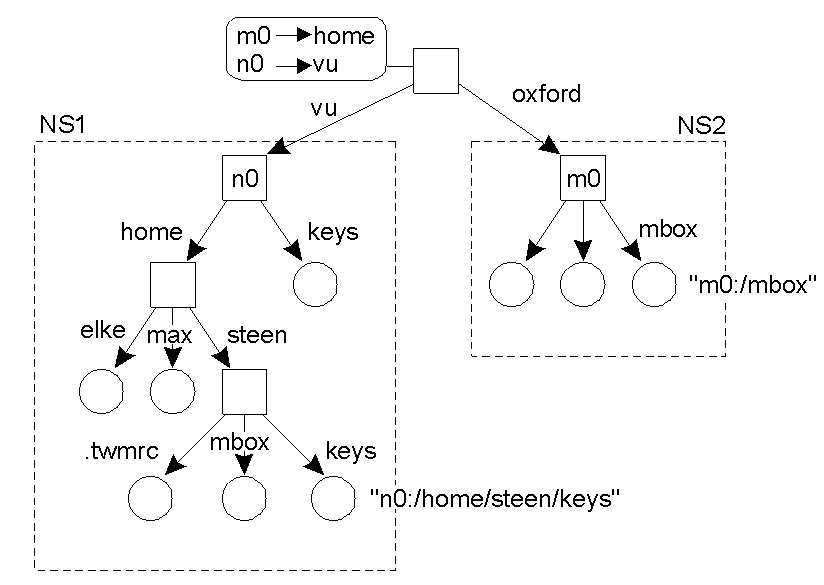 m0 → home
n0 → vu
vu
oxford
NS1
NS2
n0
m0
home
keys
mbox
"m0:/mbox"
elke
max
steen
.twmrc
mbox
keys
"n0:/home/steen/keys"